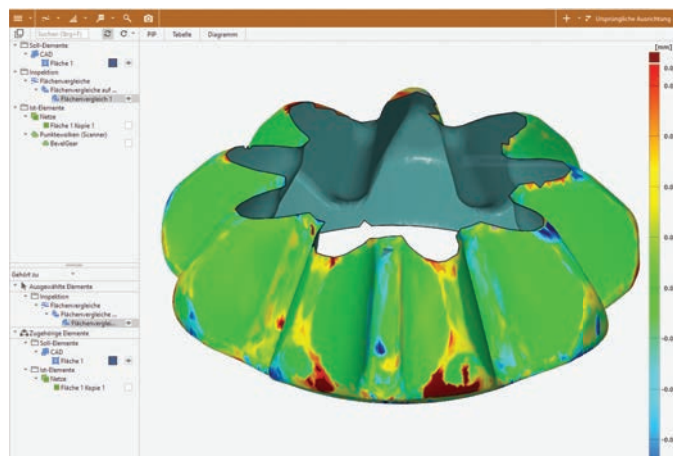 Ursprüngliche Ausrichtung
Suchen (Strg+F)
PIP Tabelle Diagramm
[mm]
Soll-Elemente
CAD
Fläche 1
Inspektion
Flächenvergleiche
Flächenvergleiche auf ...
Flächenvergleich 1
Ist-Elemente
Netze
Fläche 1 Kopie 1
Punktewolken (Scanner)
BevelGear
Gehört zu
Ausgewählte Elemente
Inspektion
Flächenvergleiche
Flächenvergleiche ...
Flächenverglei...
Zugehörige Elemente
Soll-Elemente
CAD
Fläche 1
Ist-Elemente
Netze
Fläche 1 Kopie 1